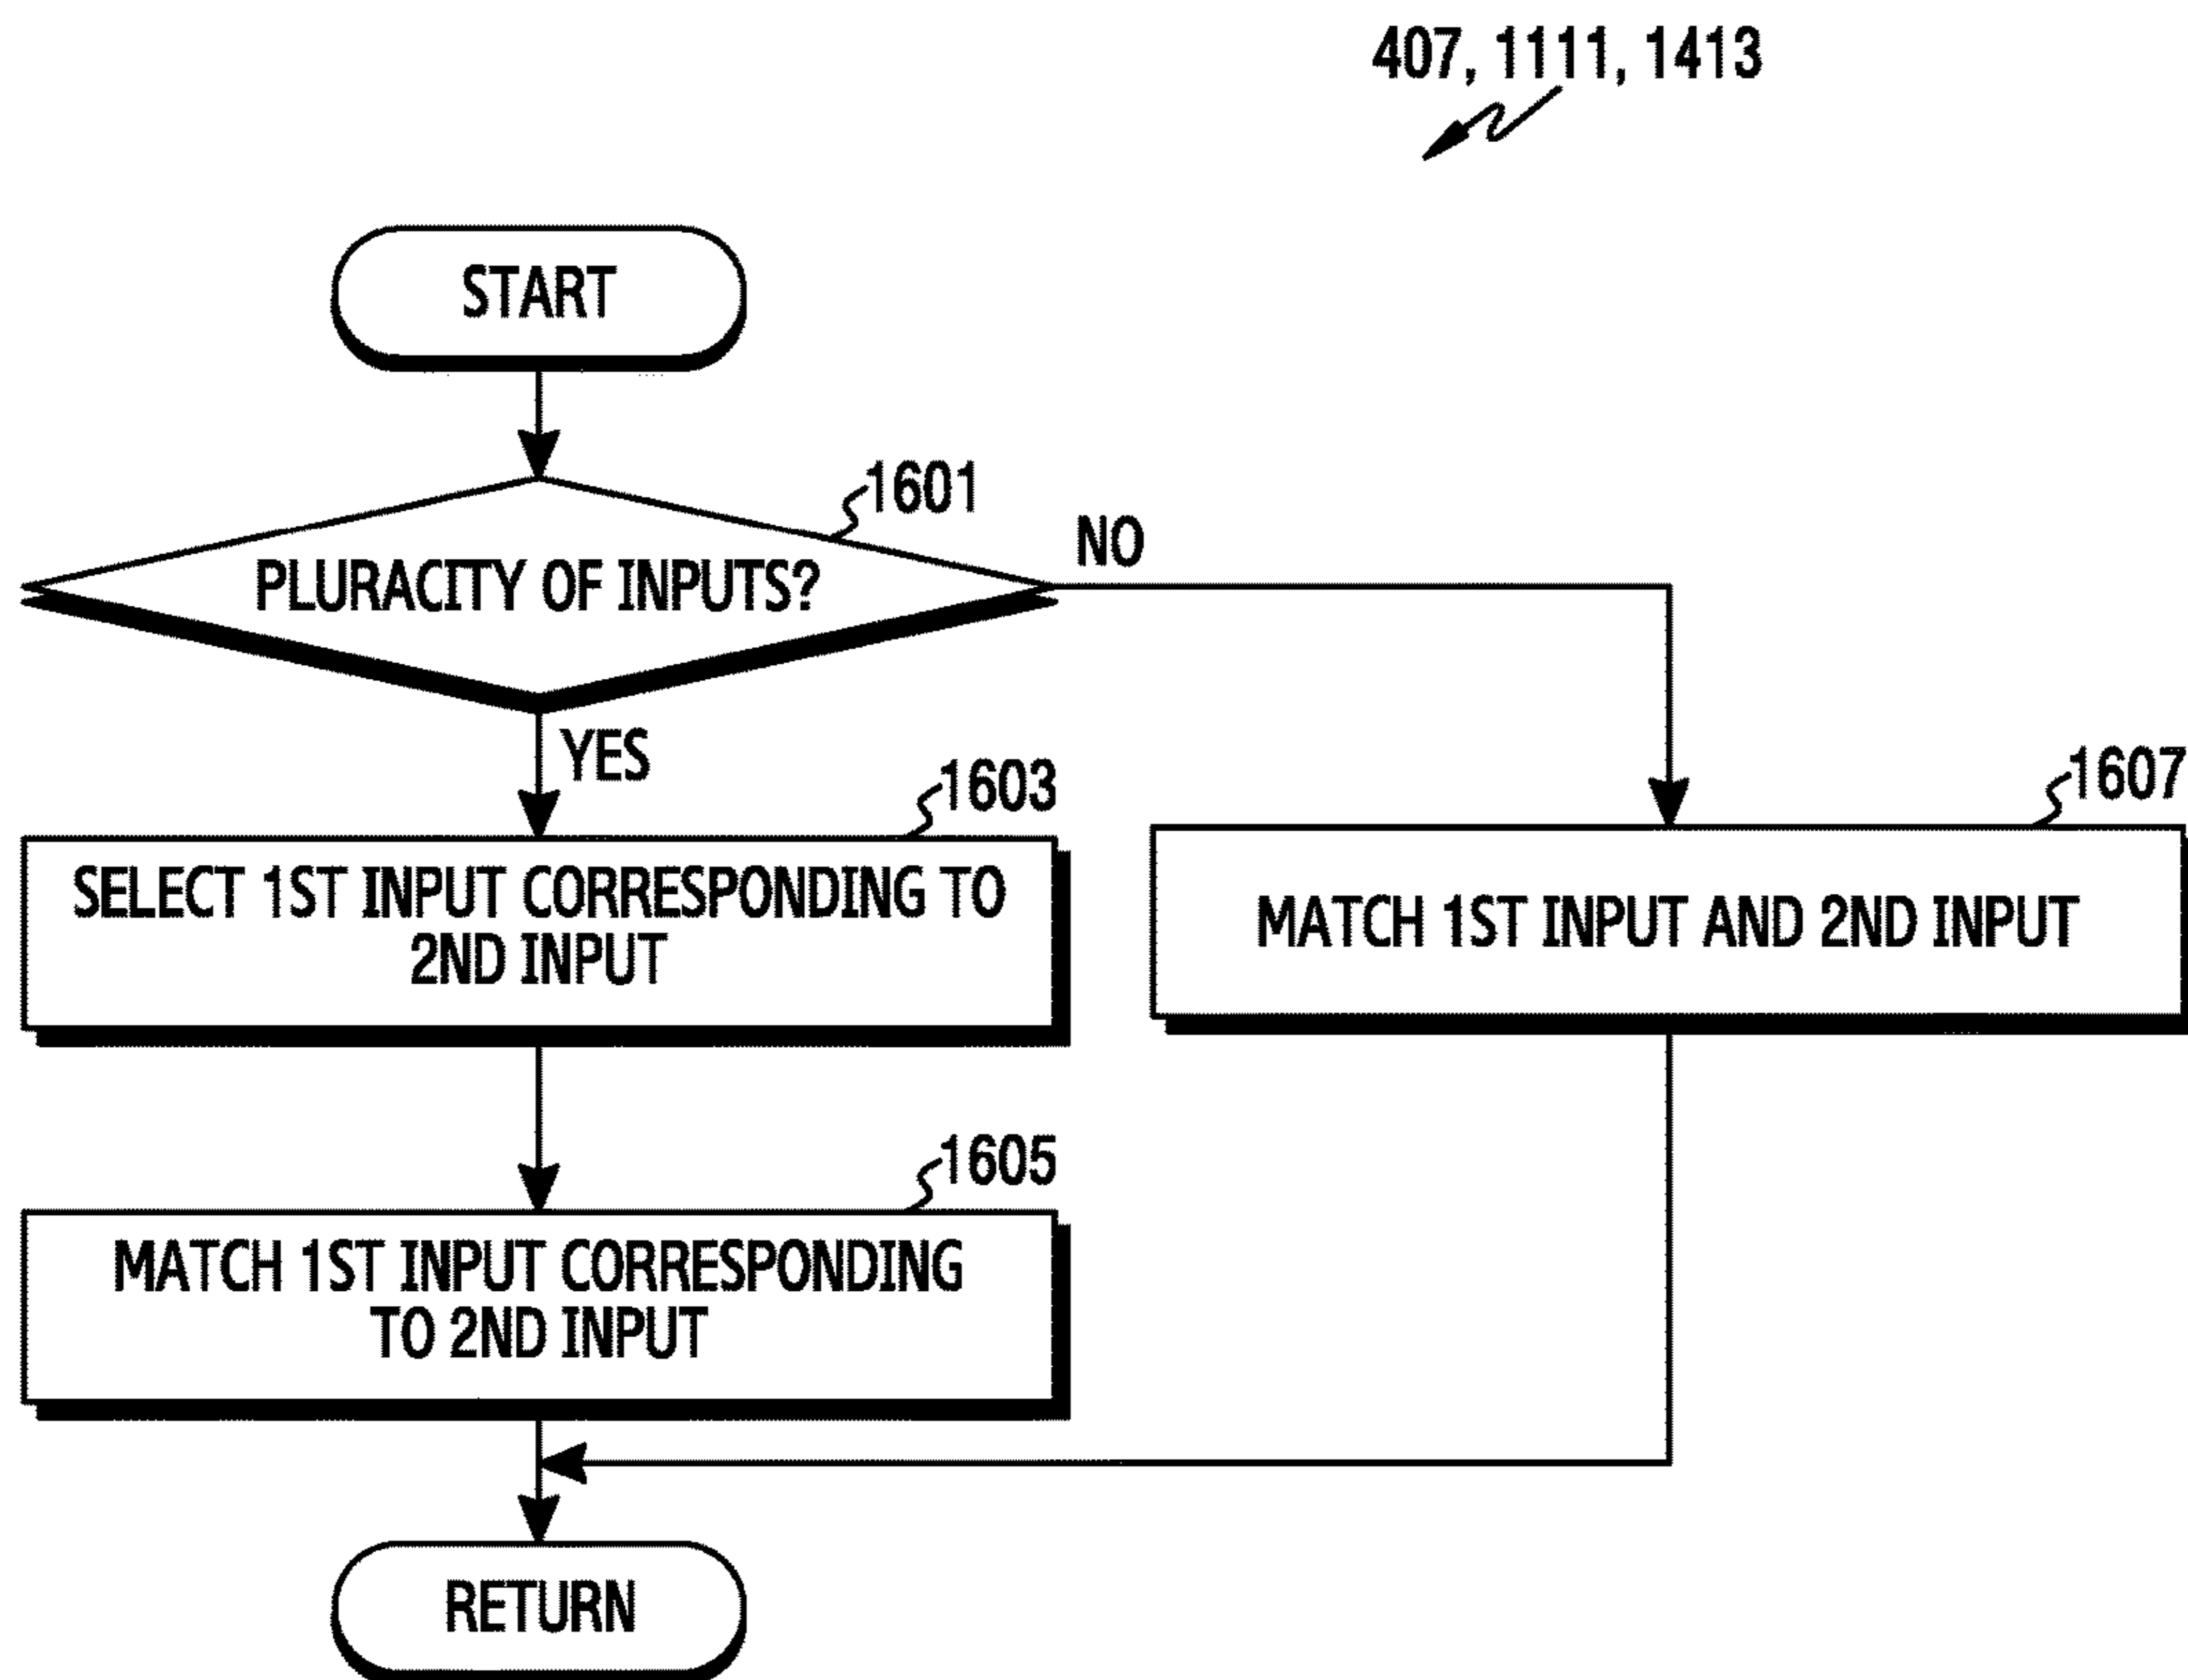 407, 1111, 1413
START
1601
PLURACITY OF INPUTS?
NO
YES
1603
SELECT 1ST INPUT CORRESPONDING TO
2ND INPUT
1607
MATCH 1ST INPUT AND 2ND INPUT
1605
MATCH 1ST INPUT CORRESPONDING
TO 2ND INPUT
RETURN